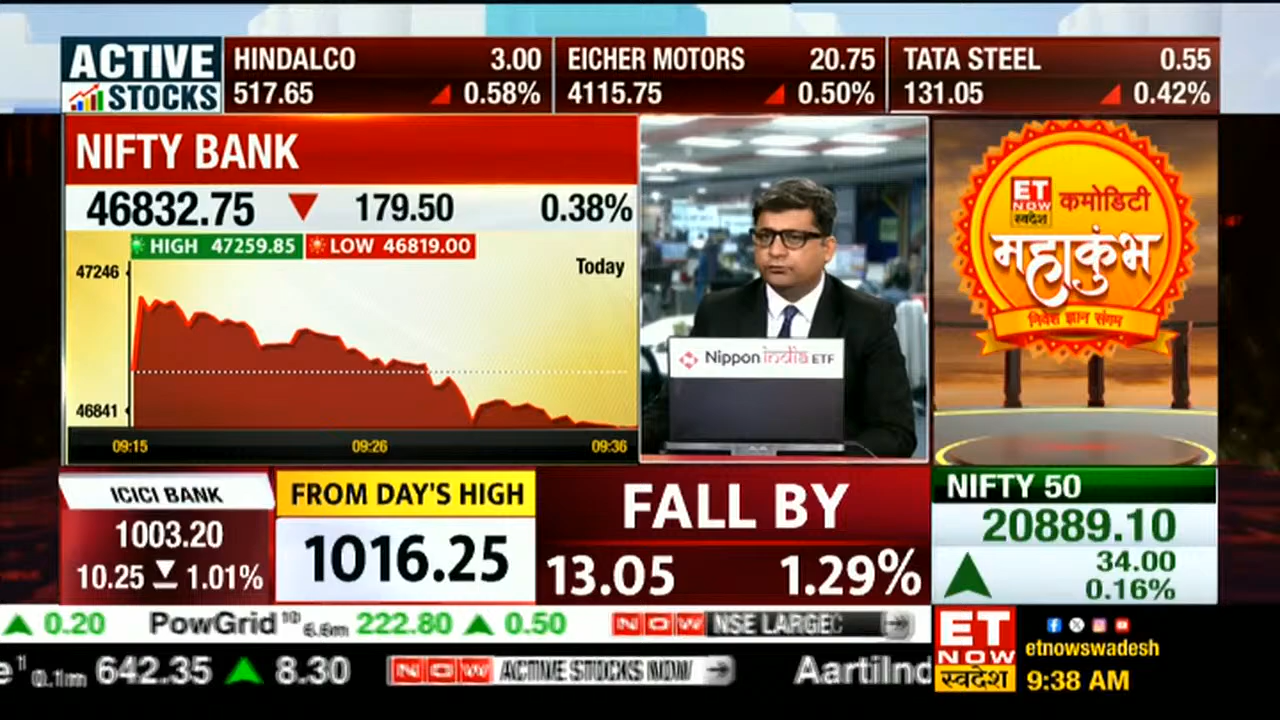 ACTIVE
STOCKS
HINDALCO 3.00
517.65 0.58%
EICHER MOTORS 20.75
4115.75 0.50%
TATA STEEL 0.55
131.05 0.42%
NIFTY BANK
46832.75 179.50 0.38%
HIGH 47259.85 LOW 46819.00
Today
47246
46841
09:15 09:26 09:36
Nippon india ETF
ET
NOW
स्वदेश
कमोडिटी
महाकुंभ
निवेश ज्ञान संगम
ICICI BANK
1003.20
10.25 1.01%
FROM DAY'S HIGH
1016.25
FALL BY
13.05 1.29%
NIFTY 50
20889.10
34.00
0.16%
0.20 PowGrid 6.6m 222.80 0.50 NOW NSE LARGEC
0.1m 642.35 8.30 NOW ACTIVE STOCKS NOW AartiInd
ET
NOW
स्वदेश
etnowswadesh
9:38 AM